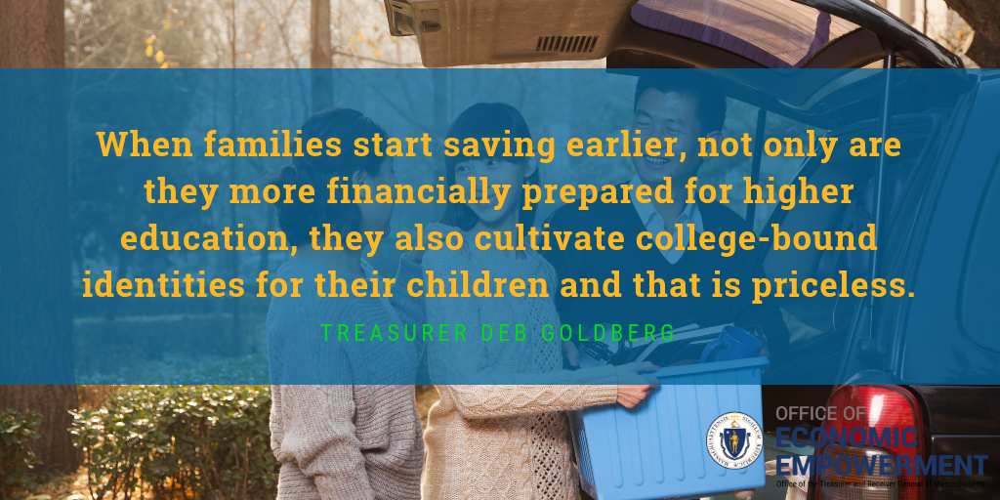 When families start saving earlier, not only are
they more financially prepared for higher
education, they also cultivate college-bound
identities for their children and that is priceless.
TREASURER DEB GOLDBERG
OFFICE OF
ECONOMIC
EMPOWERMENT
Office of the Treasurer and Receiver General of Massachusetts